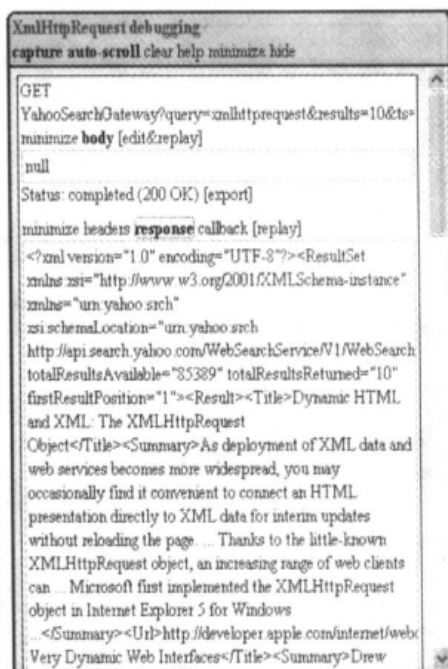 XmlHttpRequest debugging
capture auto-scroll clear help minimize hide
GET
YahooSearchGateway?query=xmlhttprequest&results=10&ts=
minimize body [edit&replay]
null
Status: completed (200 OK) [export]
minimize headers response callback [replay]
<?xml version="1.0" encoding="UTF-8"?><ResultSet
xmlns:xsi="http://www.w3.org/2001/XMLSchema-instance"
xmlns="urn:yahoo:srch"
xsi:schemaLocation="urn:yahoo:srch
http://api.search.yahoo.com/WebSearchService/V1/WebSearch
totalResultsAvailable="85389" totalResultsReturned="10"
firstResultPosition="1"><Result><Title>Dynamic HTML
and XML: The XMLHttpRequest
Object</Title><Summary>As deployment of XML data and
web services becomes more widespread, you may
occasionally find it convenient to connect an HTML
presentation directly to XML data for interim updates
without reloading the page. ... Thanks to the little-known
XMLHttpRequest object, an increasing range of web clients
can ... Microsoft first implemented the XMLHttpRequest
object in Internet Explorer 5 for Windows
...</Summary><Url>http://developer.apple.com/internet/webc
Very Dynamic Web Interfaces</Title><Summary>Drew